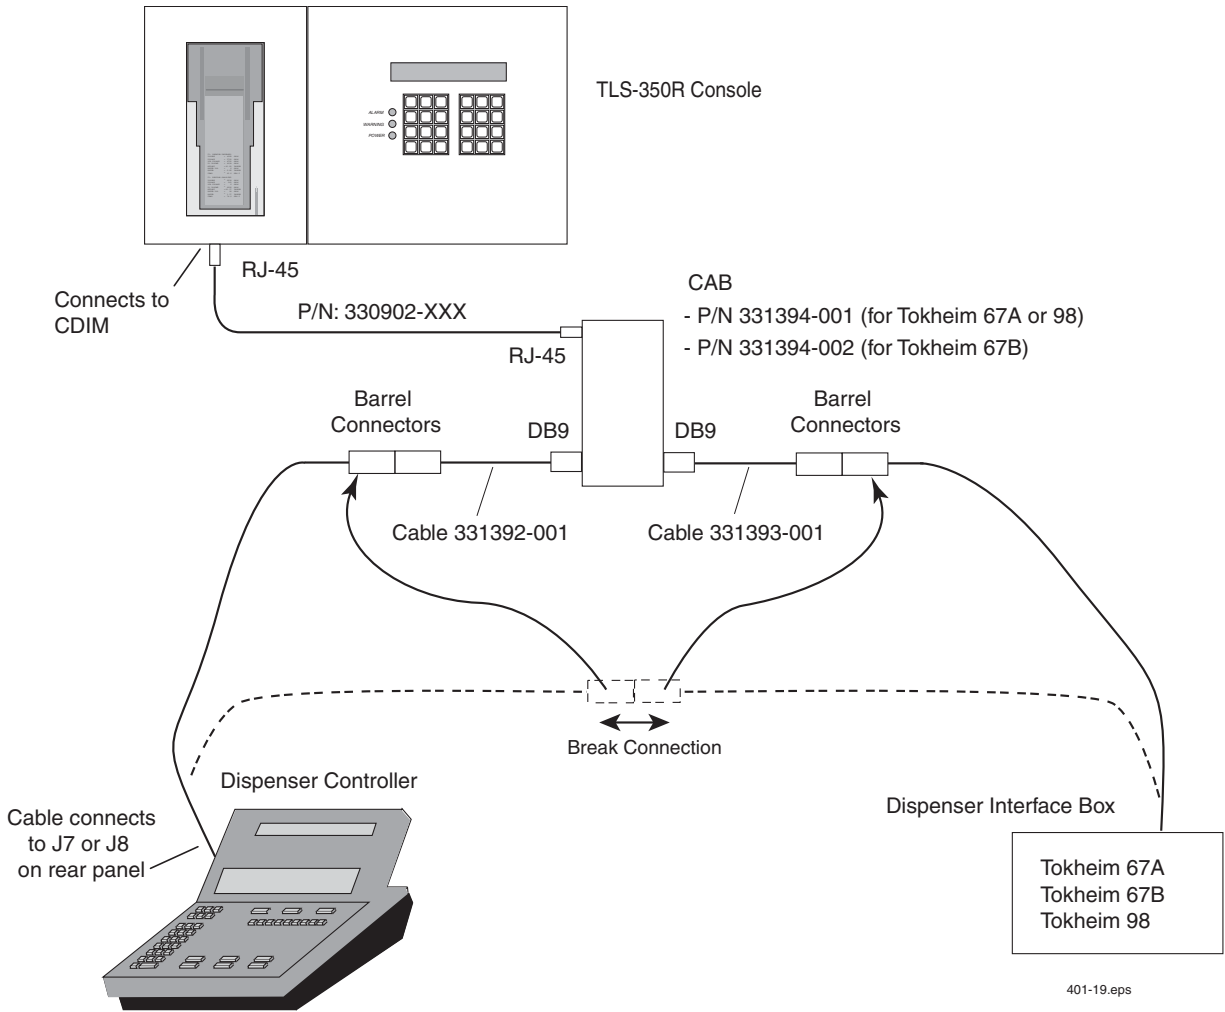 TLS-350R Console
ALARM
WARNING
POWER
RJ-45
Connects to
CDIM
P/N: 330902-XXX
RJ-45
CAB
- P/N 331394-001 (for Tokheim 67A or 98)
- P/N 331394-002 (for Tokheim 67B)
Barrel
Connectors
DB9
DB9
Barrel
Connectors
Cable 331392-001
Cable 331393-001
Break Connection
Dispenser Controller
Cable connects
to J7 or J8
on rear panel
Dispenser Interface Box
Tokheim 67A
Tokheim 67B
Tokheim 98
401-19.eps